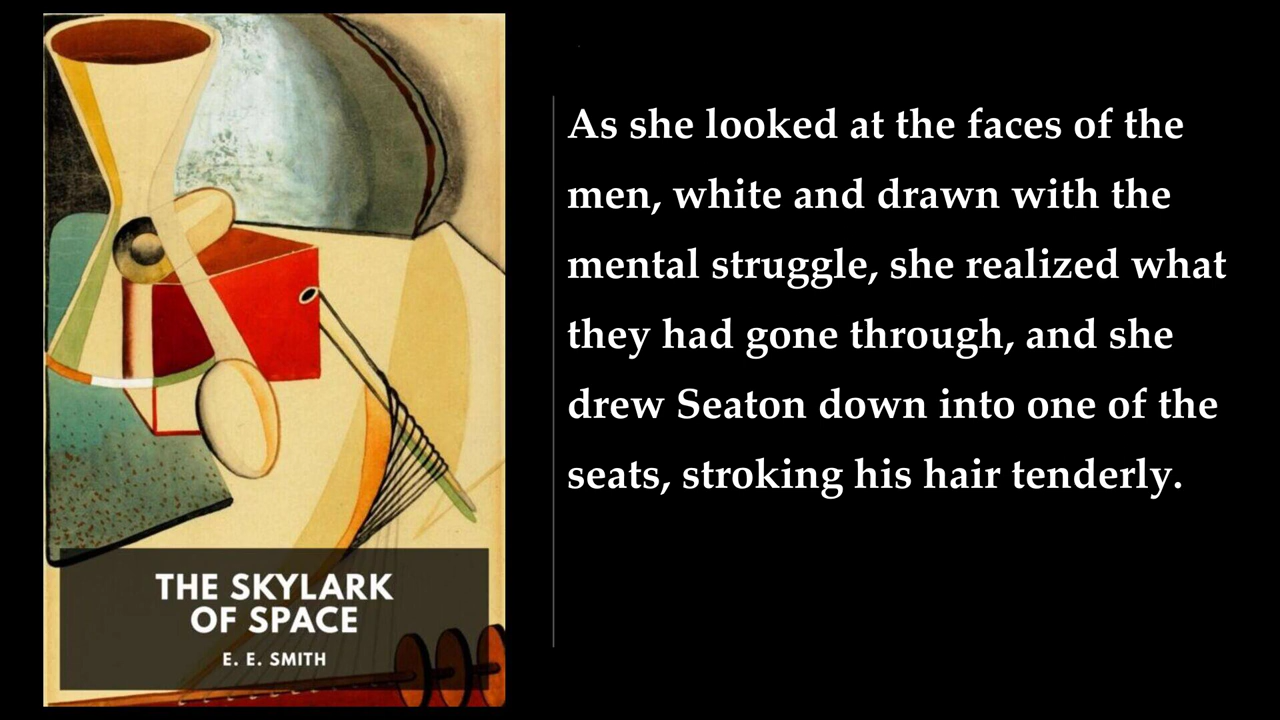 THE SKYLARK
OF SPACE
E. E. SMITH
As she looked at the faces of the
men, white and drawn with the
mental struggle, she realized what
they had gone through, and she
drew Seaton down into one of the
seats, stroking his hair tenderly.